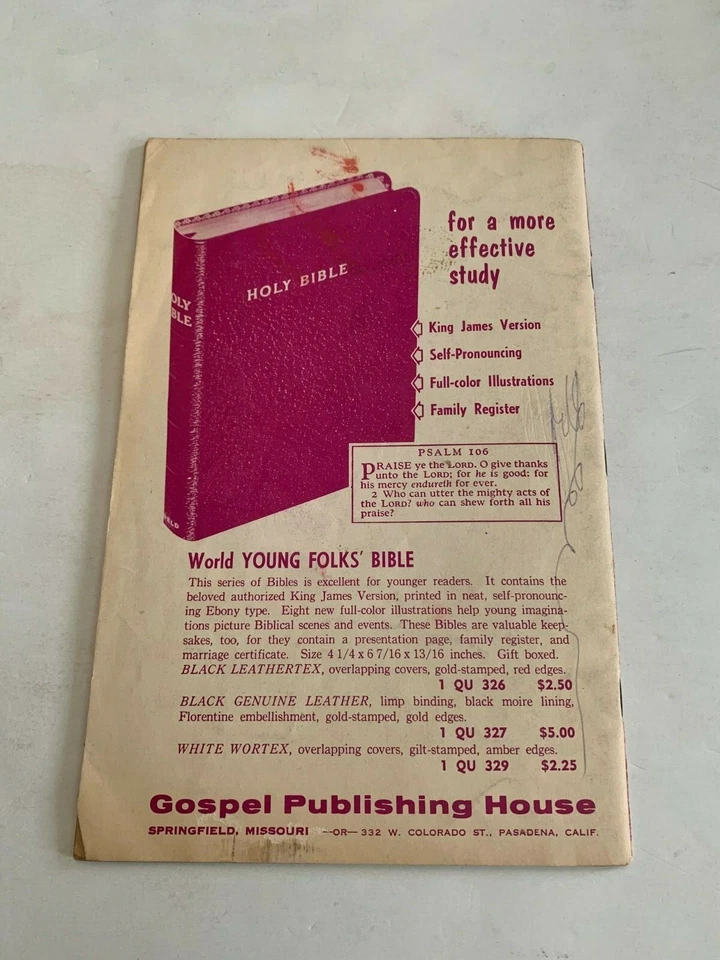 for a more
effective
study
HOLY BIBLE
OLY
BLE
King James Version
Self-Pronouncing
Full-color Illustrations
Family Register
PSALM 106
PRAISE ye the LORD. O give thanks
unto the LORD; for he is good: for
his mercy endureth for ever.
2 Who can utter the mighty acts of
the LORD? who can shew forth all his
praise?
World YOUNG FOLKS' BIBLE
This series of Bibles is excellent for younger readers. It contains the
beloved authorized King James Version, printed in neat, self-pronounc-
ing Ebony type. Eight new full-color illustrations help young imagina-
tions picture Biblical scenes and events. These Bibles are valuable keep-
sakes, too, for they contain a presentation page, family register, and
marriage certificate. Size 4 1/4 x 6 7/16 x 13/16 inches. Gift boxed.
BLACK LEATHERTEX, overlapping covers, gold-stamped, red edges.
1 QU 326 $2.50
BLACK GENUINE LEATHER, limp binding, black moire lining,
Florentine embellishment, gold-stamped, gold edges.
1 QU 327 $5.00
WHITE WORTEX, overlapping covers, gilt-stamped, amber edges.
1 QU 329 $2.25
Gospel Publishing House
SPRINGFIELD, MISSOURI --OR— 332 W. COLORADO ST., PASADENA, CALIF.